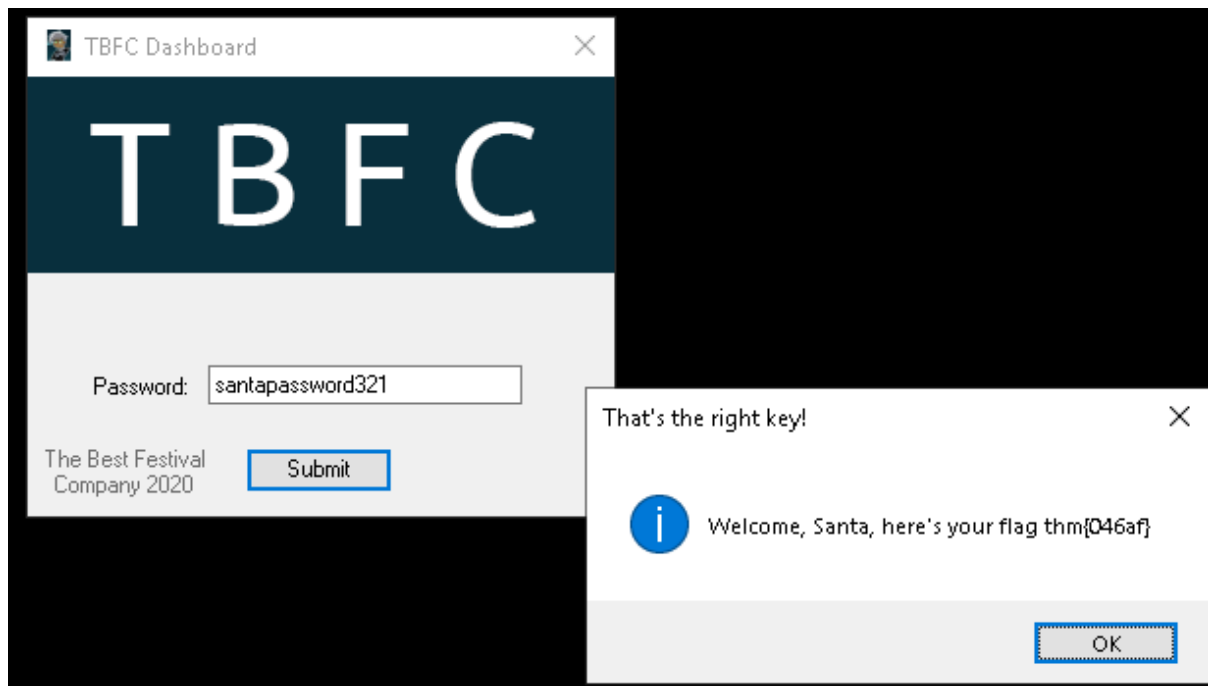 TBFC Dashboard
T B F C
Password:
santapassword321
The Best Festival
Company 2020
Submit
That's the right key!
Welcome, Santa, here's your flag thm{046af}
OK